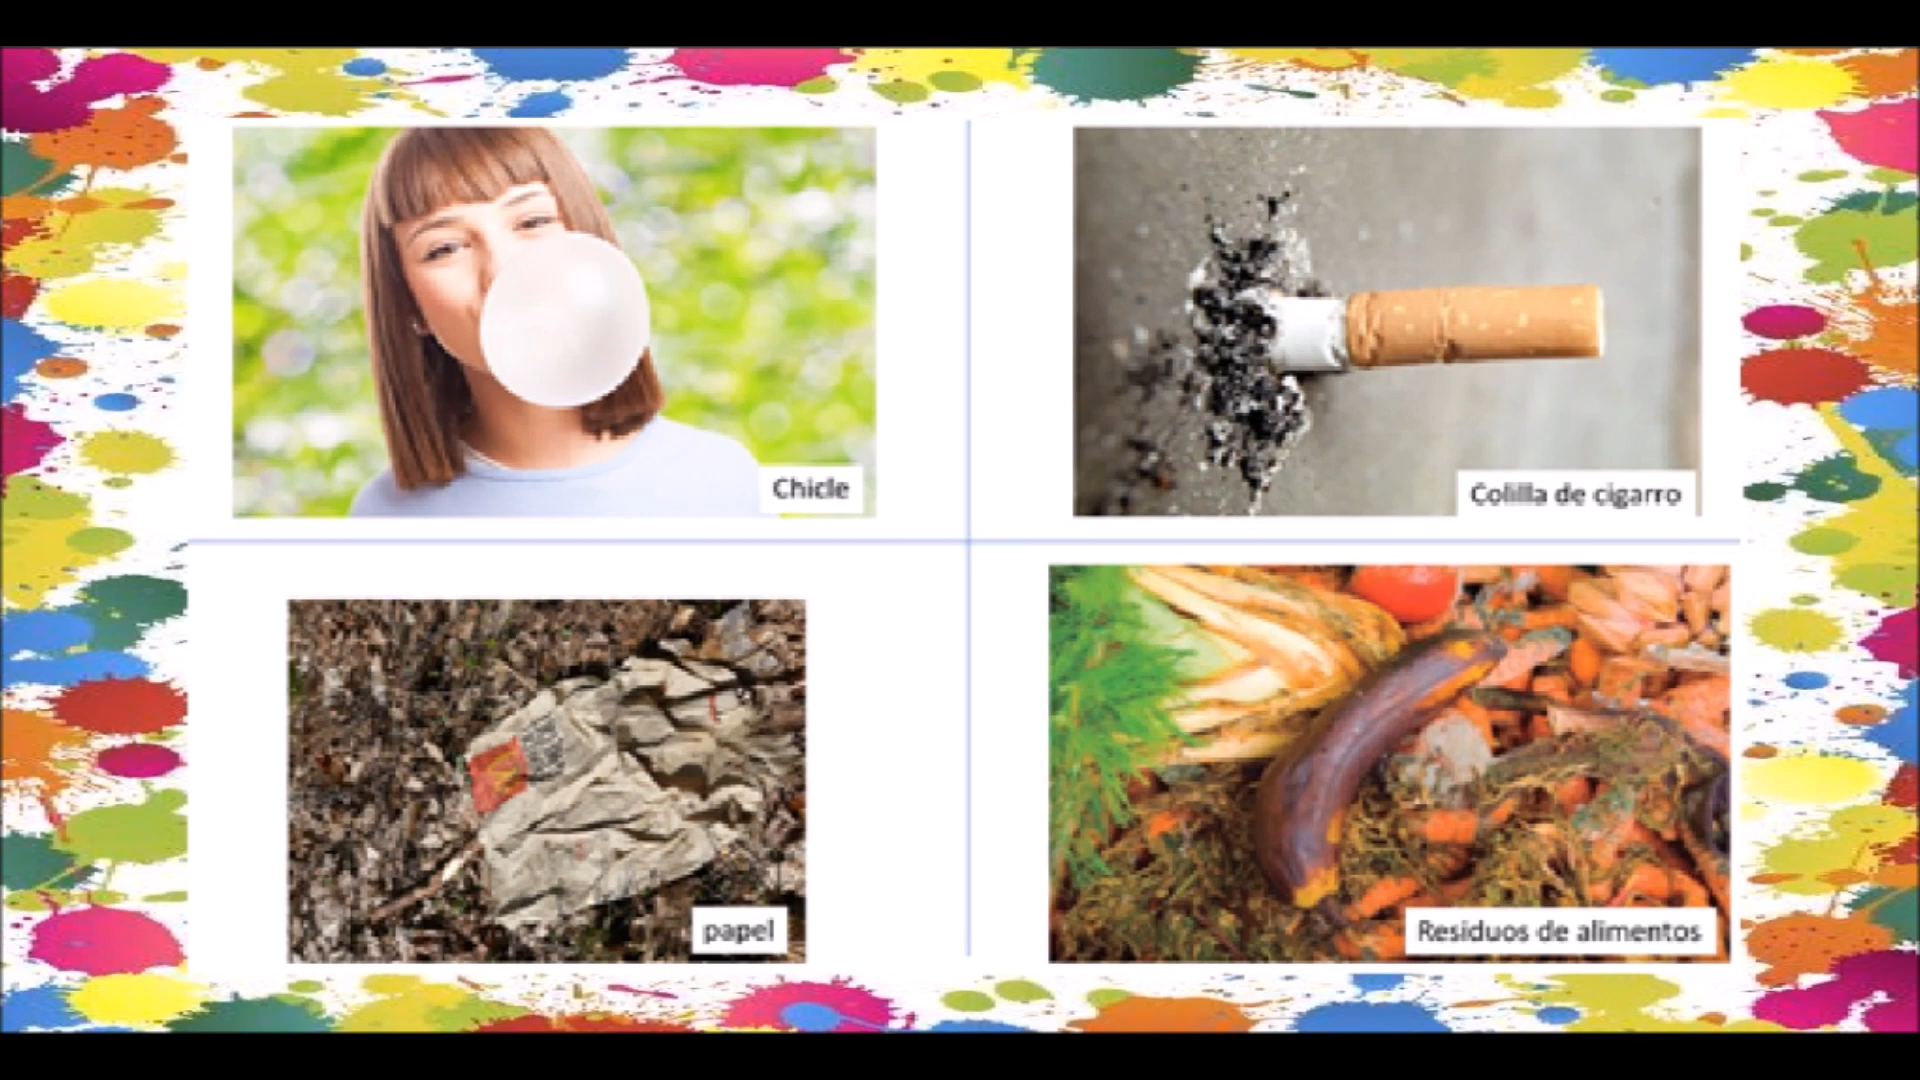 Chicle
Colilla de cigarro
papel
Residuos de alimentos